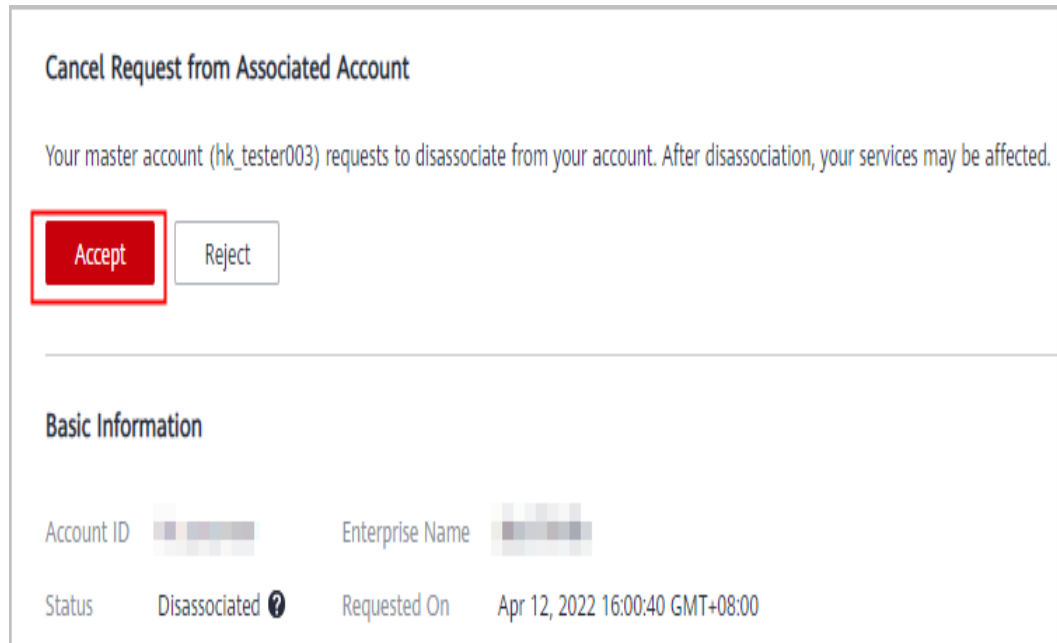 Cancel Request from Associated Account
Your master account (hk_tester003) requests to disassociate from your account. After disassociation, your services may be affected.
Accept Reject
Basic Information
Account ID Enterprise Name
Status Disassociated ? Requested On Apr 12, 2022 16:00:40 GMT+08:00